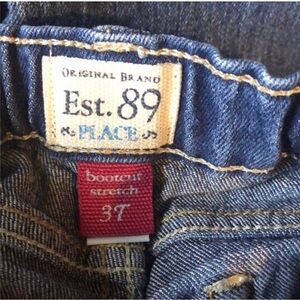 ORIGINAL BRAND
Est. 89
PLACE
bootcut
stretch
3T